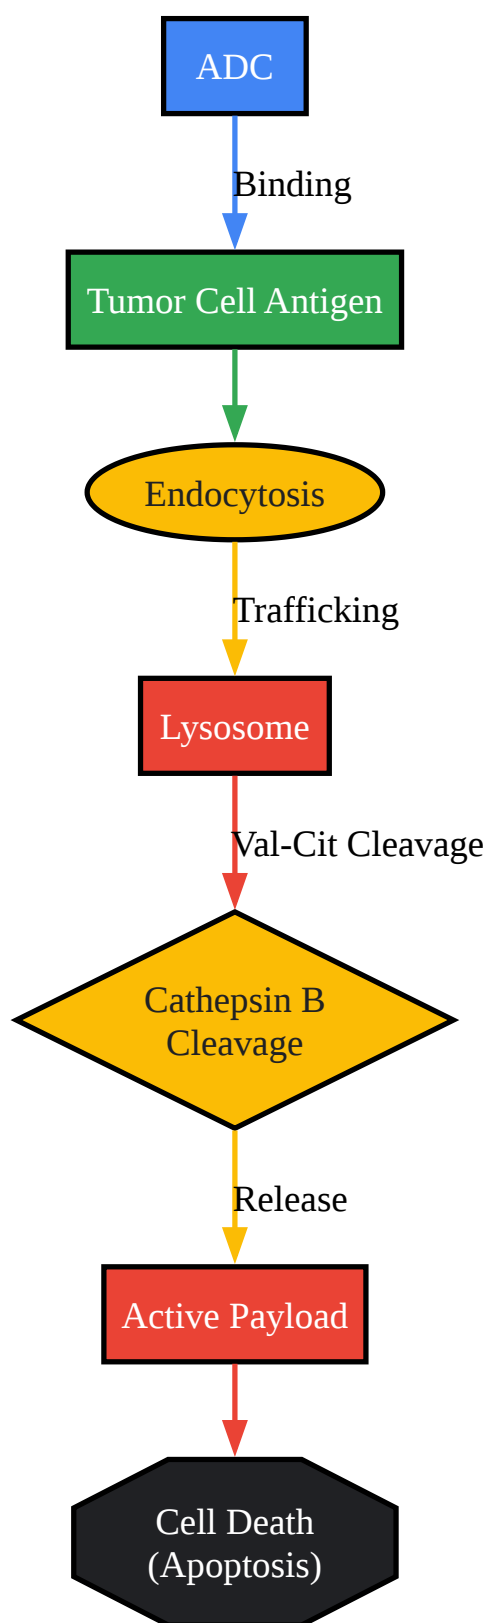 ADC
Binding
Tumor Cell Antigen
Endocytosis
Trafficking
Lysosome
Val-Cit Cleavage
Cathepsin B
Cleavage
Release
Active Payload
Cell Death
(Apoptosis)